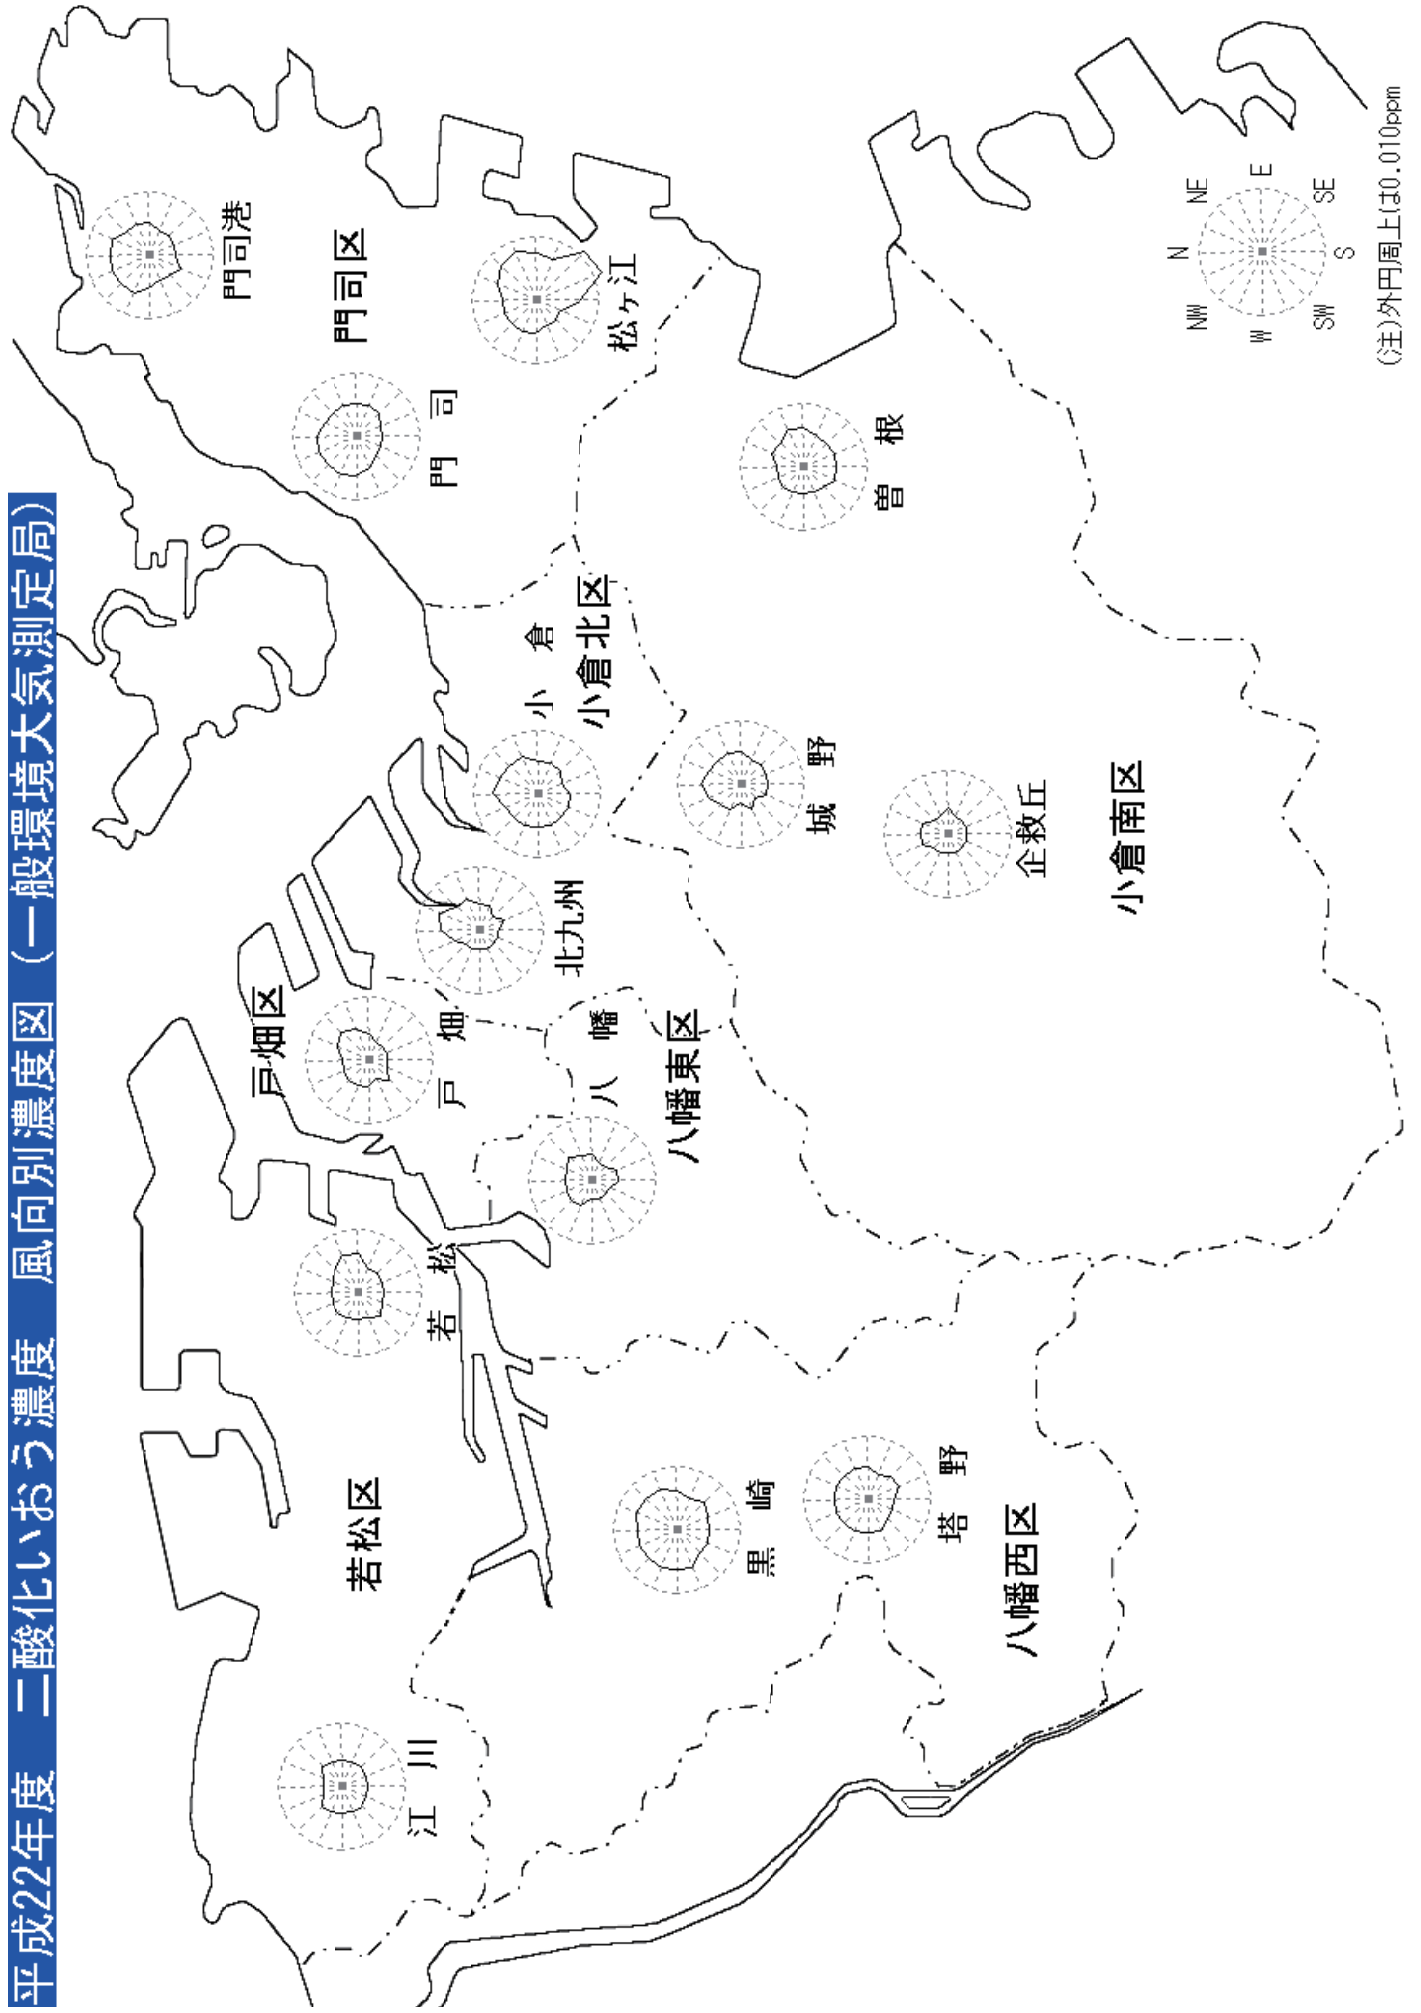 平成22年度 二酸化いおう濃度 風向別濃度図 (一般環境大気測定局)
門司港
門司区
松ヶ江
門司
曽根
小倉
小倉北区
城野
企救丘
小倉南区
北九州
戸畑区
戸畑
八幡
八幡東区
若松
若松区
黒崎
塔野
八幡西区
江川
N
NE
E
SE
S
SW
W
NW
(注)外円周上は0.010ppm